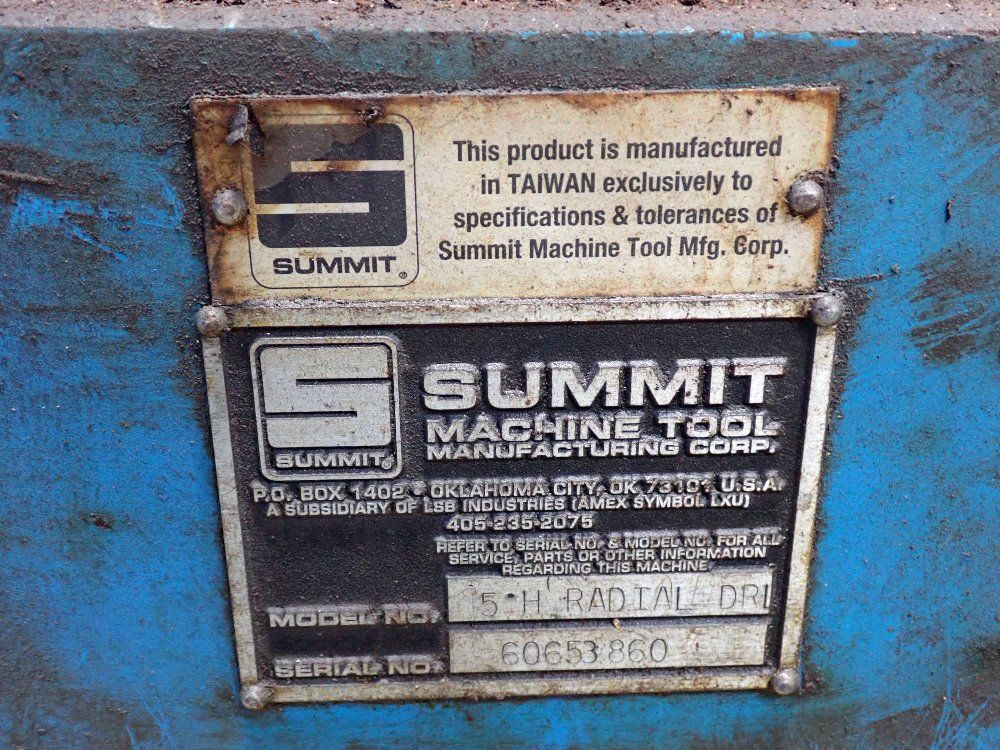 SUMMIT
This product is manufactured
in TAIWAN exclusively to
specifications & tolerances of
Summit Machine Tool Mfg. Corp.
SUMMIT
SUMMIT
MACHINE TOOL
MANUFACTURING CORP.
P.O. BOX 1402 • OKLAHOMA CITY, OK 73101 U.S.A.
A SUBSIDIARY OF LSB INDUSTRIES (AMEX SYMBOL LXU)
405-235-2075
REFER TO SERIAL NO. & MODEL NO. FOR ALL
SERVICE, PARTS OR OTHER INFORMATION
REGARDING THIS MACHINE
MODEL NO. RADIAL DRI
SERIAL NO. 60653860